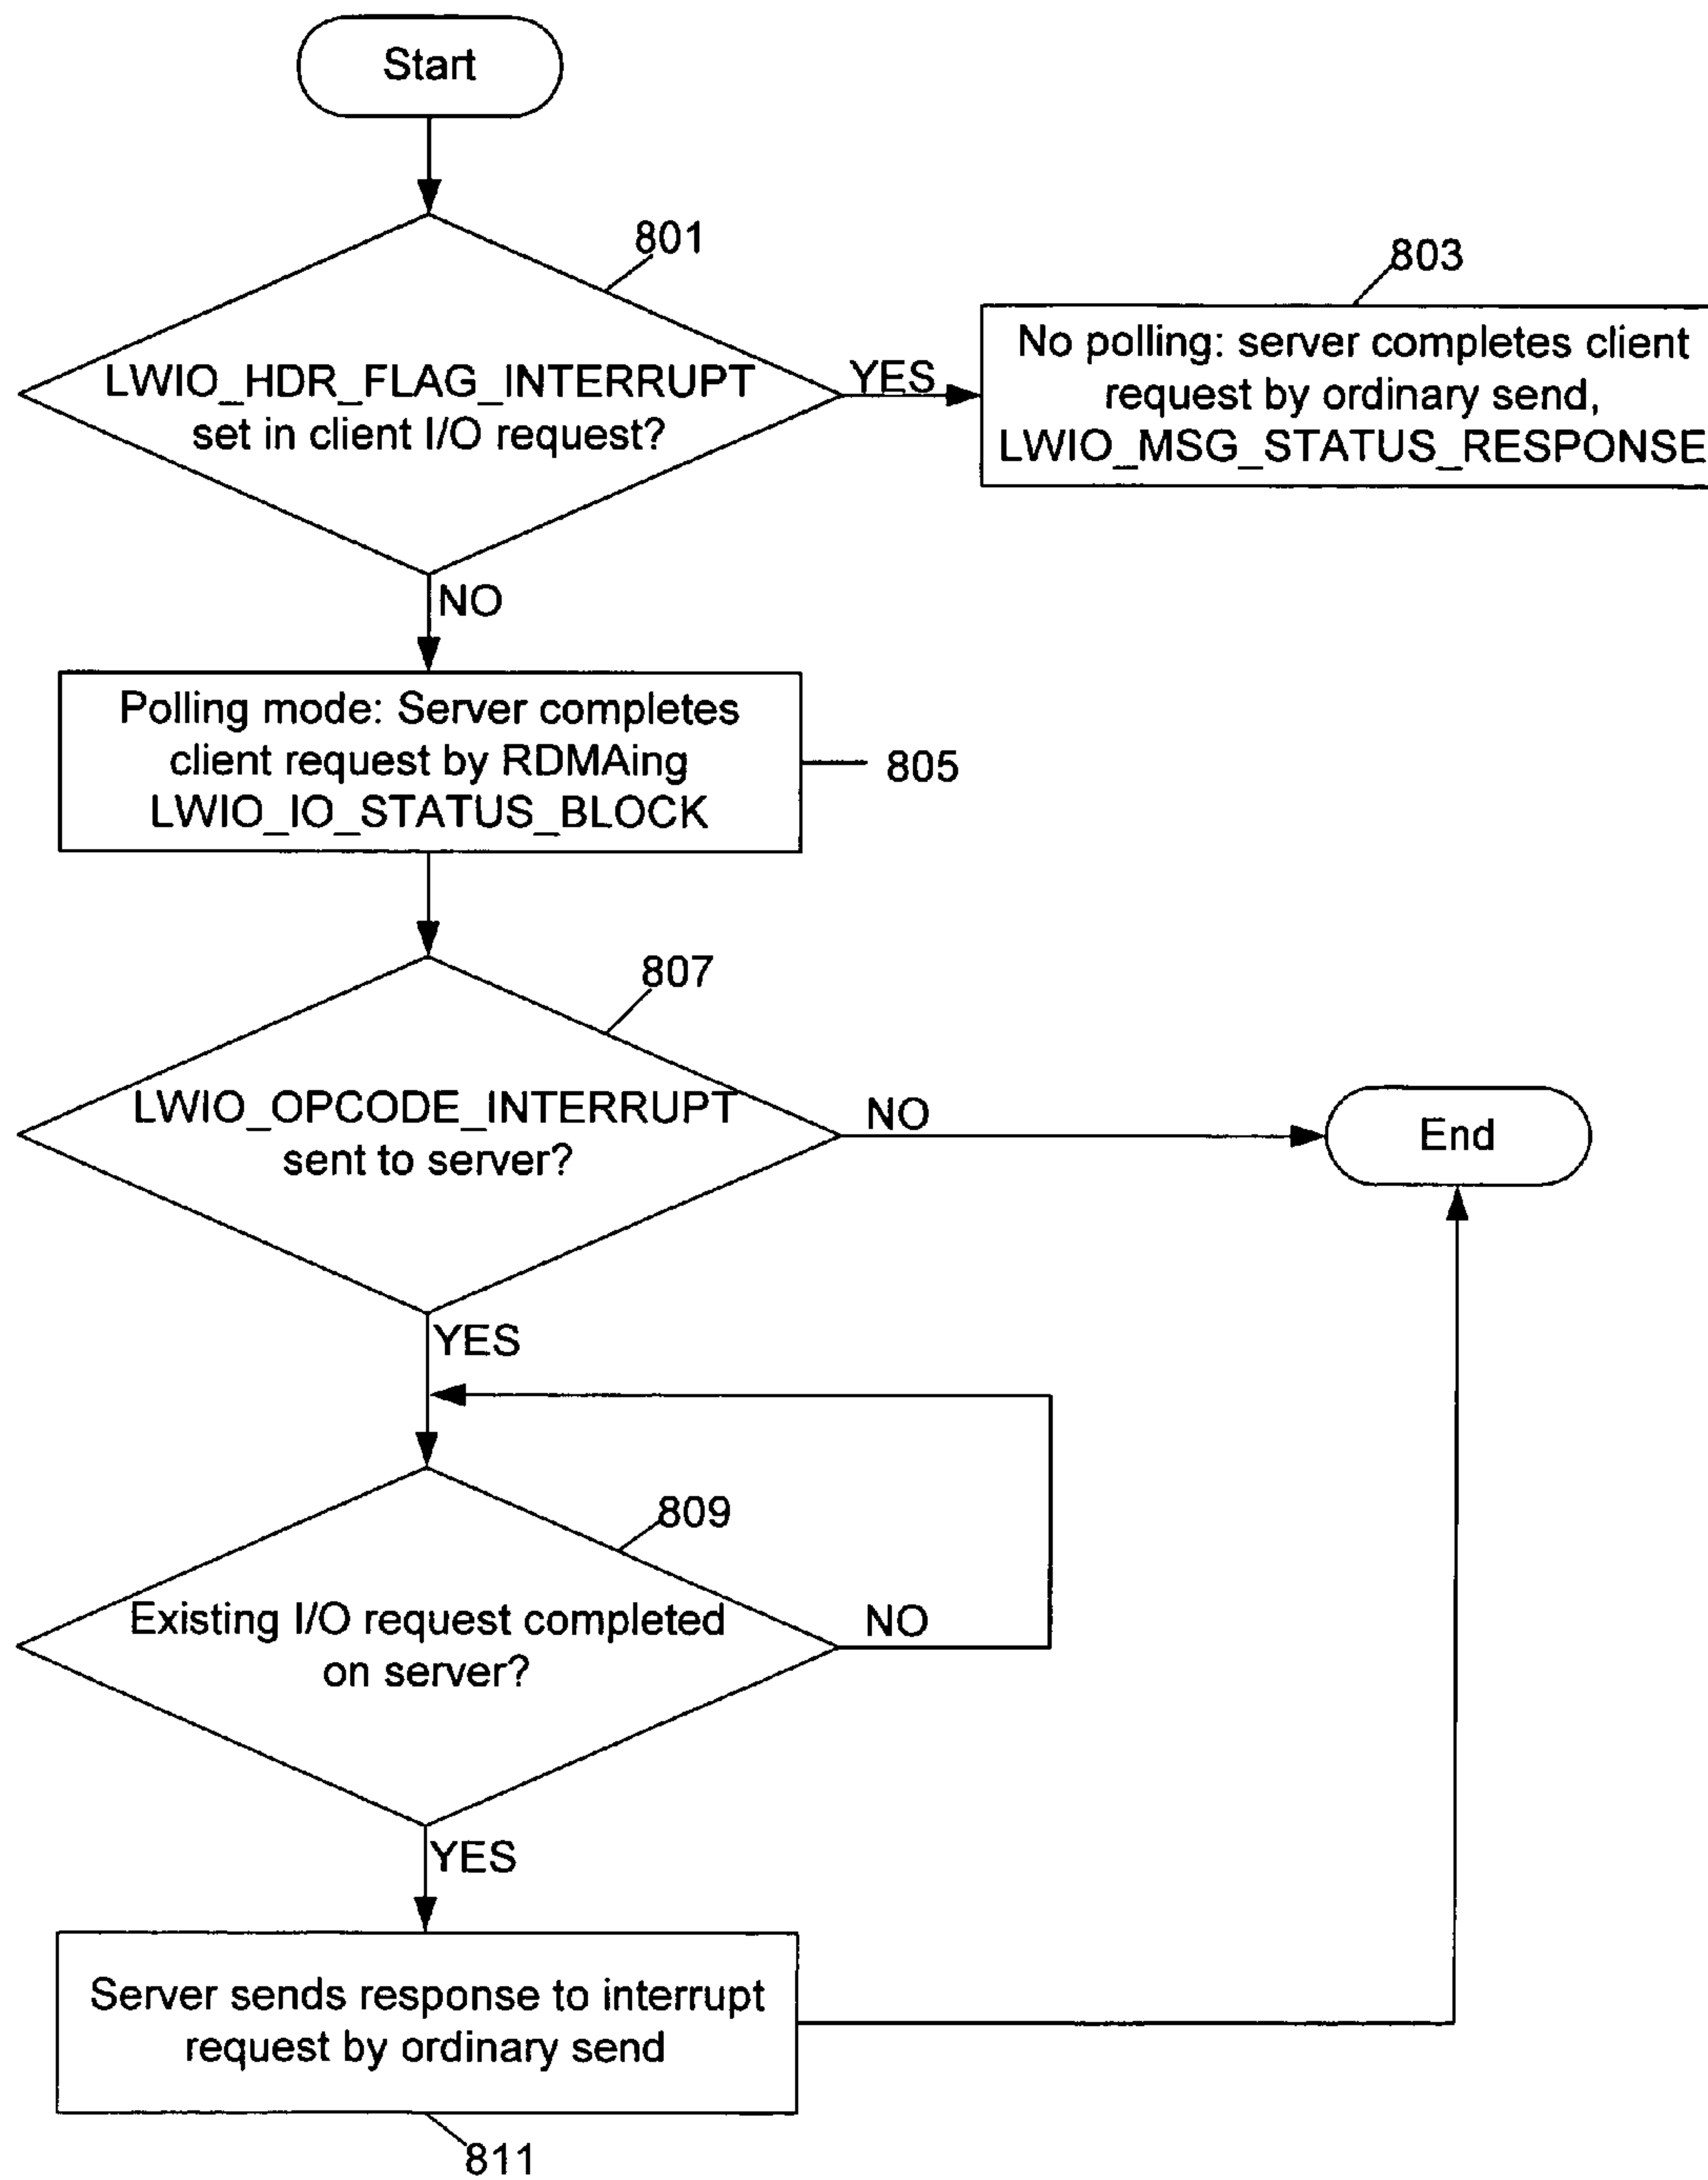 Start
801
LWIO_HDR_FLAG_INTERRUPT
set in client I/O request?
YES
803
No polling: server completes client
request by ordinary send,
LWIO_MSG_STATUS_RESPONSE
NO
Polling mode: Server completes
client request by RDMAing
LWIO_IO_STATUS_BLOCK
805
807
LWIO_OPCODE_INTERRUPT
sent to server?
NO
End
YES
809
Existing I/O request completed
on server?
NO
YES
Server sends response to interrupt
request by ordinary send
811